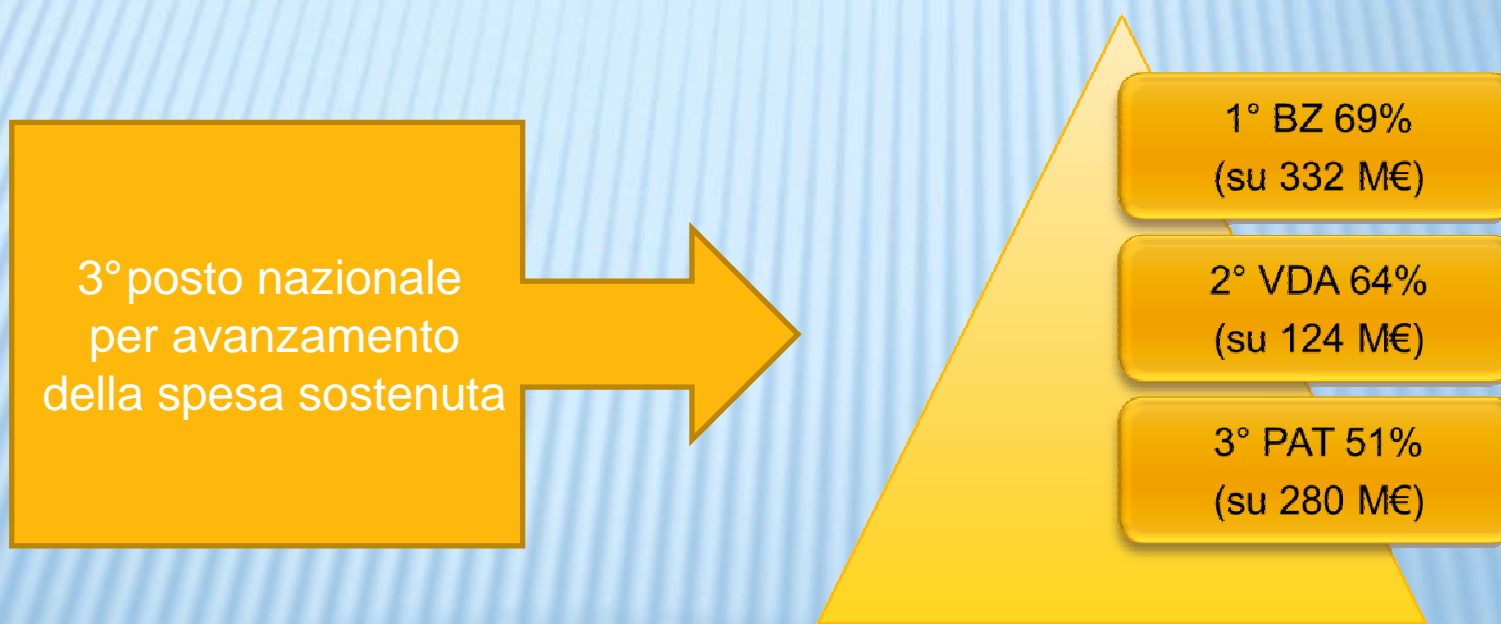 3° posto nazionale
per avanzamento
della spesa sostenuta
1° BZ 69%
(su 332 M€)
2° VDA 64%
(su 124 M€)
3° PAT 51%
(su 280 M€)